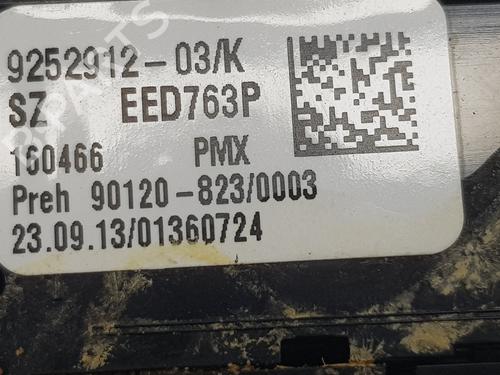 9252912-03/K
SZ EED763P
160466 PMX
Preh 90120-823/0003
23.09.13/01360724